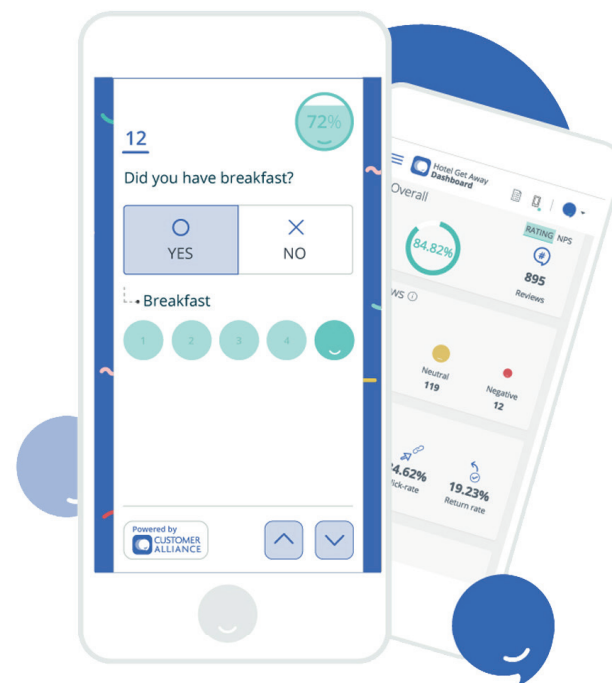 12
72%
Did you have breakfast?
YES
NO
Breakfast
1 2 3 4
Powered by
CUSTOMER
ALLIANCE
Hotel Get Away
Dashboard
Overall
RATING NPS
84.82%
#
895
Reviews
Neutral
119
Negative
12
19.23%
Return rate